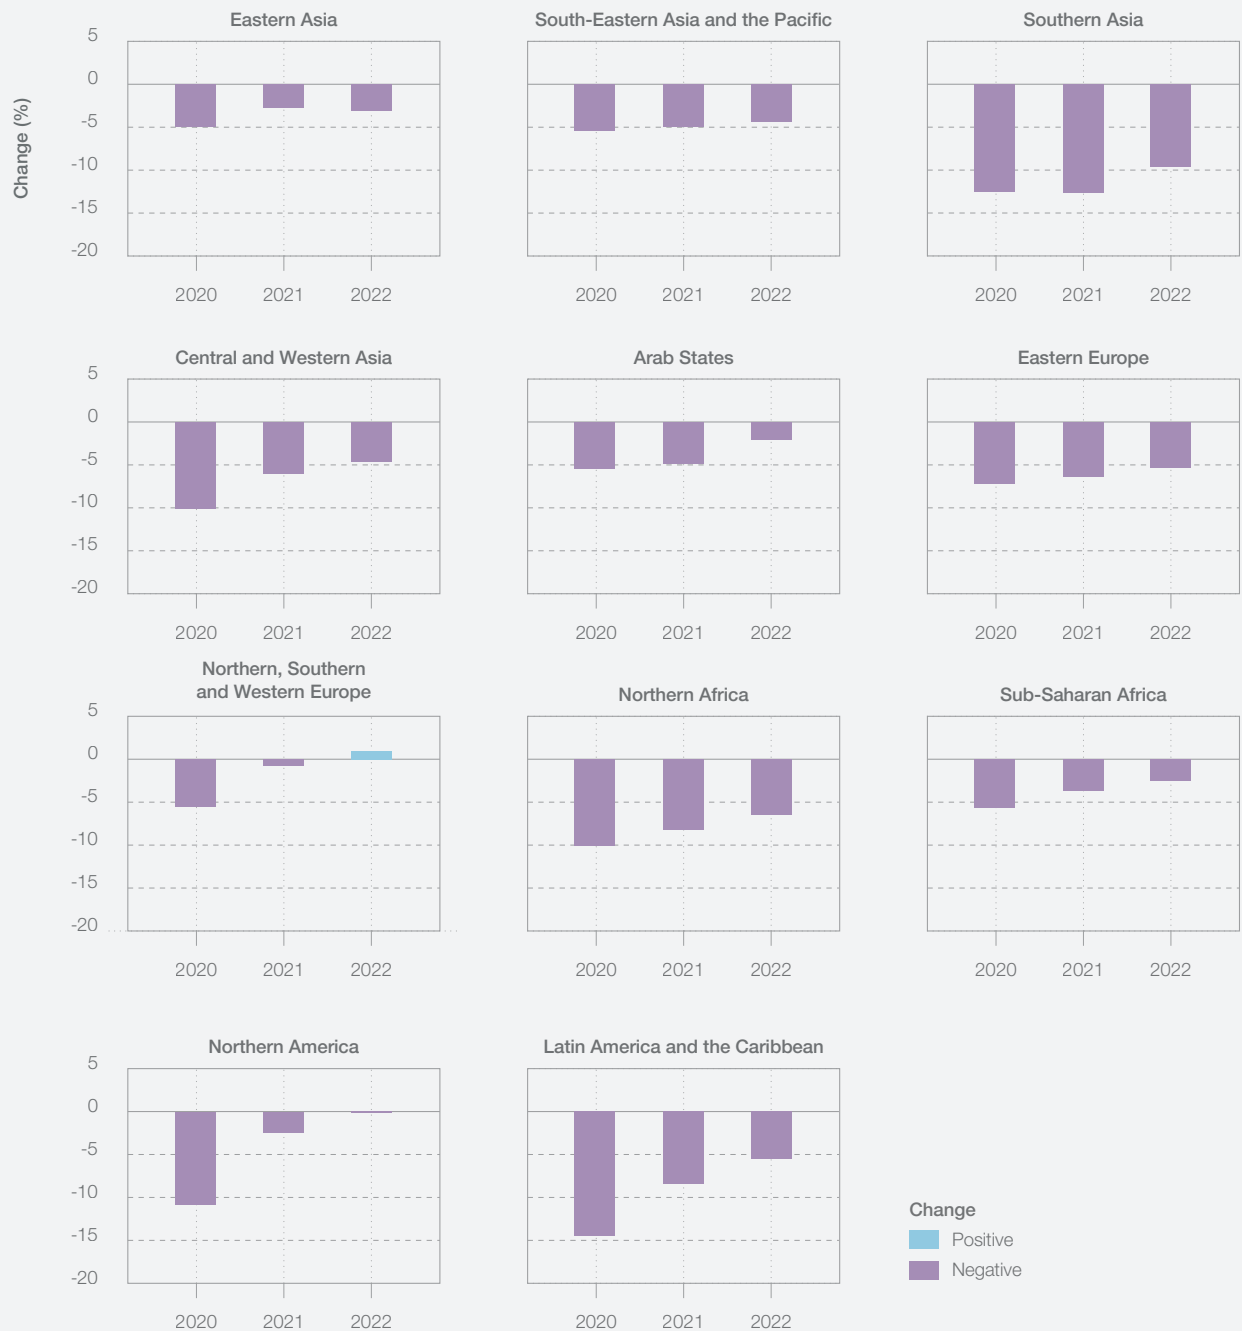 Eastern Asia
South-Eastern Asia and the Pacific
Southern Asia
Change (%)
5
0
-5
-10
-15
-20
2020 2021 2022
2020 2021 2022
2020 2021 2022
Central and Western Asia
Arab States
Eastern Europe
5
0
-5
-10
-15
-20
2020 2021 2022
2020 2021 2022
2020 2021 2022
Northern, Southern
and Western Europe
Northern Africa
Sub-Saharan Africa
5
0
-5
-10
-15
-20
2020 2021 2022
2020 2021 2022
2020 2021 2022
Northern America
Latin America and the Caribbean
5
0
-5
-10
-15
-20
2020 2021 2022
2020 2021 2022
Change
Positive
Negative